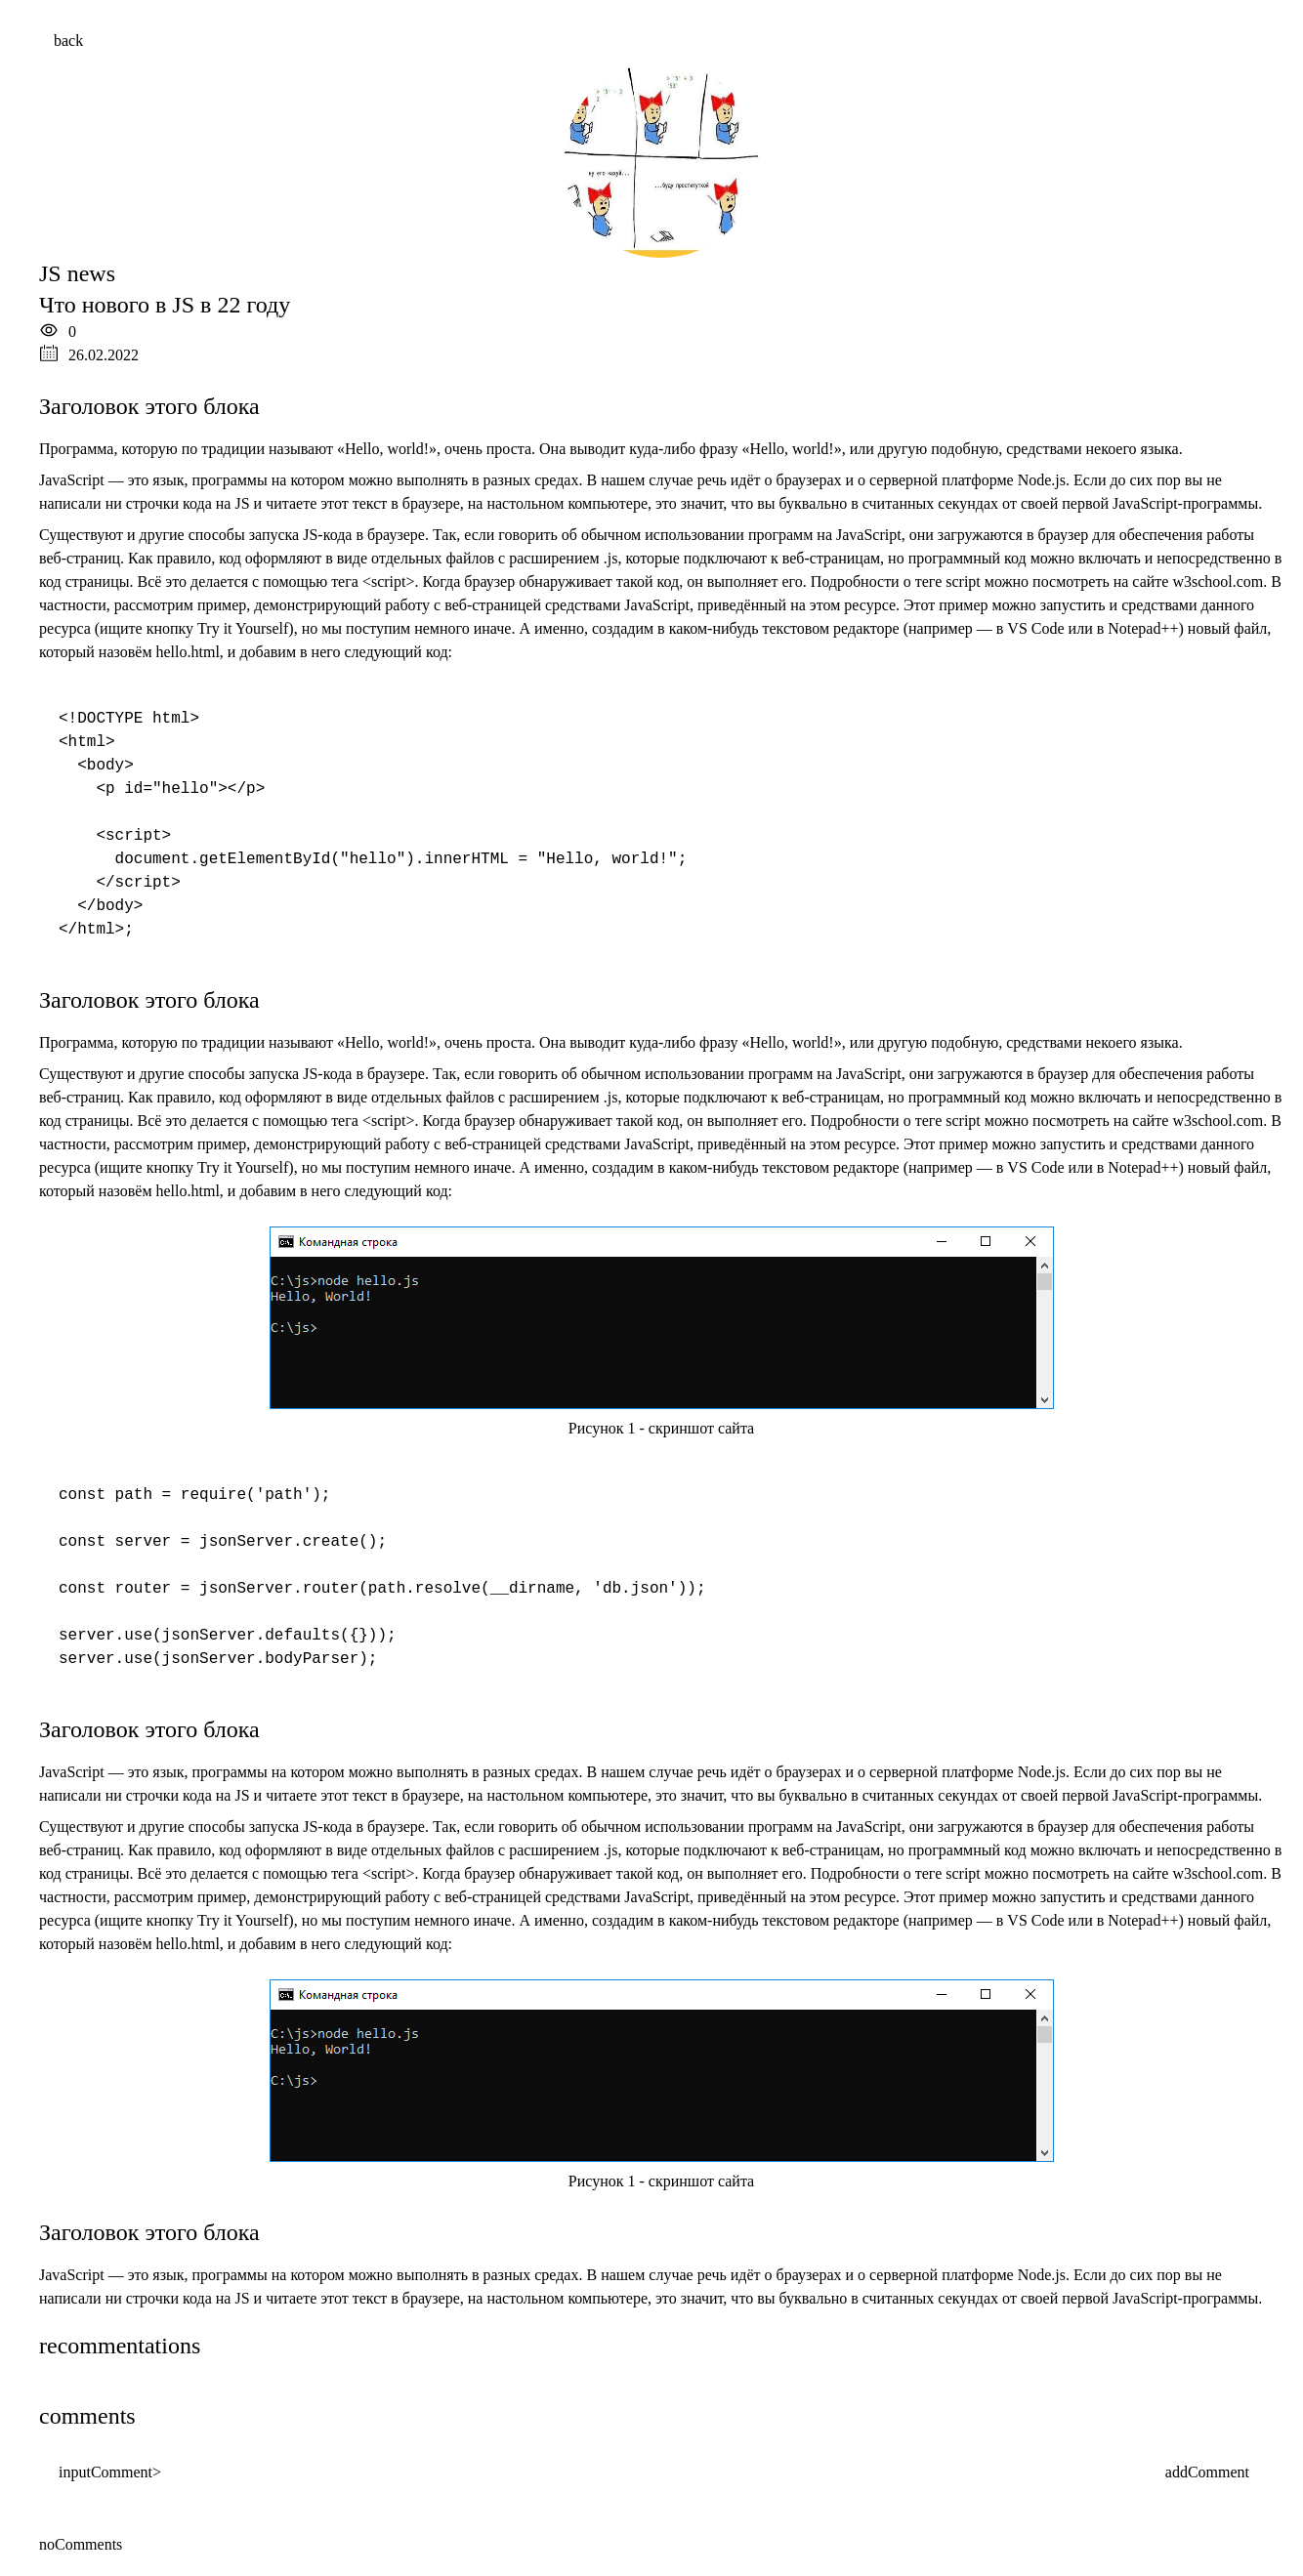 back
> '5' - 3
2
> '5' + 3
'53'
JS news
Что нового в JS в 22 году
0
26.02.2022
Заголовок этого блока
Программа, которую по традиции называют «Hello, world!», очень проста. Она выводит куда-либо фразу «Hello, world!», или другую подобную, средствами некоего языка.
JavaScript — это язык, программы на котором можно выполнять в разных средах. В нашем случае речь идёт о браузерах и о серверной платформе Node.js. Если до сих пор вы не
написали ни строчки кода на JS и читаете этот текст в браузере, на настольном компьютере, это значит, что вы буквально в считанных секундах от своей первой JavaScript-программы.
Существуют и другие способы запуска JS-кода в браузере. Так, если говорить об обычном использовании программ на JavaScript, они загружаются в браузер для обеспечения работы
веб-страниц. Как правило, код оформляют в виде отдельных файлов с расширением .js, которые подключают к веб-страницам, но программный код можно включать и непосредственно в
код страницы. Всё это делается с помощью тега <script>. Когда браузер обнаруживает такой код, он выполняет его. Подробности о теге script можно посмотреть на сайте w3school.com. В
частности, рассмотрим пример, демонстрирующий работу с веб-страницей средствами JavaScript, приведённый на этом ресурсе. Этот пример можно запустить и средствами данного
ресурса (ищите кнопку Try it Yourself), но мы поступим немного иначе. А именно, создадим в каком-нибудь текстовом редакторе (например — в VS Code или в Notepad++) новый файл,
который назовём hello.html, и добавим в него следующий код:
<!DOCTYPE html>
<html>
<body>
<p id="hello"></p>
<script>
document.getElementById("hello").innerHTML = "Hello, world!";
</script>
</body>
</html>;
Заголовок этого блока
Программа, которую по традиции называют «Hello, world!», очень проста. Она выводит куда-либо фразу «Hello, world!», или другую подобную, средствами некоего языка.
Существуют и другие способы запуска JS-кода в браузере. Так, если говорить об обычном использовании программ на JavaScript, они загружаются в браузер для обеспечения работы
веб-страниц. Как правило, код оформляют в виде отдельных файлов с расширением .js, которые подключают к веб-страницам, но программный код можно включать и непосредственно в
код страницы. Всё это делается с помощью тега <script>. Когда браузер обнаруживает такой код, он выполняет его. Подробности о теге script можно посмотреть на сайте w3school.com. В
частности, рассмотрим пример, демонстрирующий работу с веб-страницей средствами JavaScript, приведённый на этом ресурсе. Этот пример можно запустить и средствами данного
ресурса (ищите кнопку Try it Yourself), но мы поступим немного иначе. А именно, создадим в каком-нибудь текстовом редакторе (например — в VS Code или в Notepad++) новый файл,
который назовём hello.html, и добавим в него следующий код:
Командная строка
C:\js>node hello.js
Hello, World!
C:\js>
Рисунок 1 - скриншот сайта
const path = require('path');
const server = jsonServer.create();
const router = jsonServer.router(path.resolve(__dirname, 'db.json'));
server.use(jsonServer.defaults({}));
server.use(jsonServer.bodyParser);
Заголовок этого блока
JavaScript — это язык, программы на котором можно выполнять в разных средах. В нашем случае речь идёт о браузерах и о серверной платформе Node.js. Если до сих пор вы не
написали ни строчки кода на JS и читаете этот текст в браузере, на настольном компьютере, это значит, что вы буквально в считанных секундах от своей первой JavaScript-программы.
Существуют и другие способы запуска JS-кода в браузере. Так, если говорить об обычном использовании программ на JavaScript, они загружаются в браузер для обеспечения работы
веб-страниц. Как правило, код оформляют в виде отдельных файлов с расширением .js, которые подключают к веб-страницам, но программный код можно включать и непосредственно в
код страницы. Всё это делается с помощью тега <script>. Когда браузер обнаруживает такой код, он выполняет его. Подробности о теге script можно посмотреть на сайте w3school.com. В
частности, рассмотрим пример, демонстрирующий работу с веб-страницей средствами JavaScript, приведённый на этом ресурсе. Этот пример можно запустить и средствами данного
ресурса (ищите кнопку Try it Yourself), но мы поступим немного иначе. А именно, создадим в каком-нибудь текстовом редакторе (например — в VS Code или в Notepad++) новый файл,
который назовём hello.html, и добавим в него следующий код:
Командная строка
C:\js>node hello.js
Hello, World!
C:\js>
Рисунок 1 - скриншот сайта
Заголовок этого блока
JavaScript — это язык, программы на котором можно выполнять в разных средах. В нашем случае речь идёт о браузерах и о серверной платформе Node.js. Если до сих пор вы не
написали ни строчки кода на JS и читаете этот текст в браузере, на настольном компьютере, это значит, что вы буквально в считанных секундах от своей первой JavaScript-программы.
recommentations
comments
inputComment>
addComment
noComments